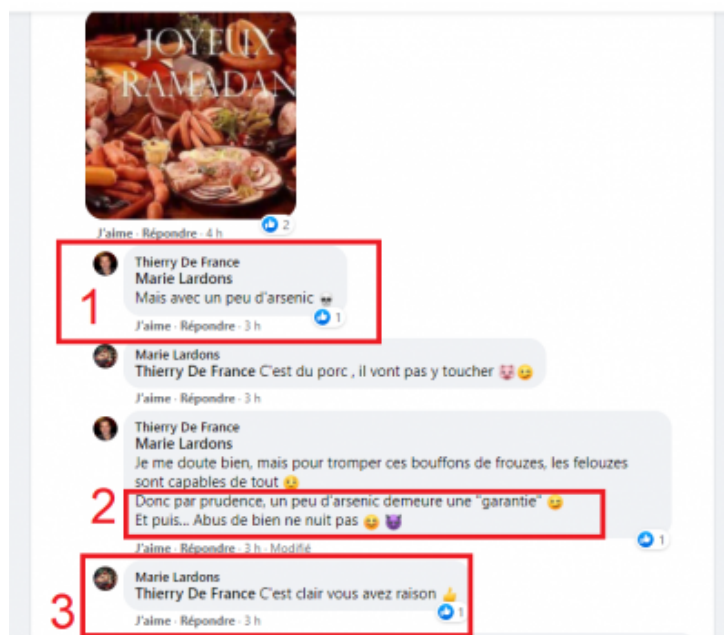 JOYEUX
RAMADAN
J'aime · Répondre · 4 h
2
Thierry De France
Marie Lardons
Mais avec un peu d'arsenic ☠️
1
1
J'aime · Répondre · 3 h
Marie Lardons
Thierry De France C'est du porc , il vont pas y toucher 🐷😉
J'aime · Répondre · 3 h
Thierry De France
Marie Lardons
Je me doute bien, mais pour tromper ces bouffons de frouzes, les felouzes
sont capables de tout 😉
2
Donc par prudence, un peu d'arsenic demeure une "garantie" 😉
Et puis... Abus de bien ne nuit pas 😆 😈
1
J'aime · Répondre · 3 h · Modifié
Marie Lardons
Thierry De France C'est clair vous avez raison 👍
3
1
J'aime · Répondre · 3 h